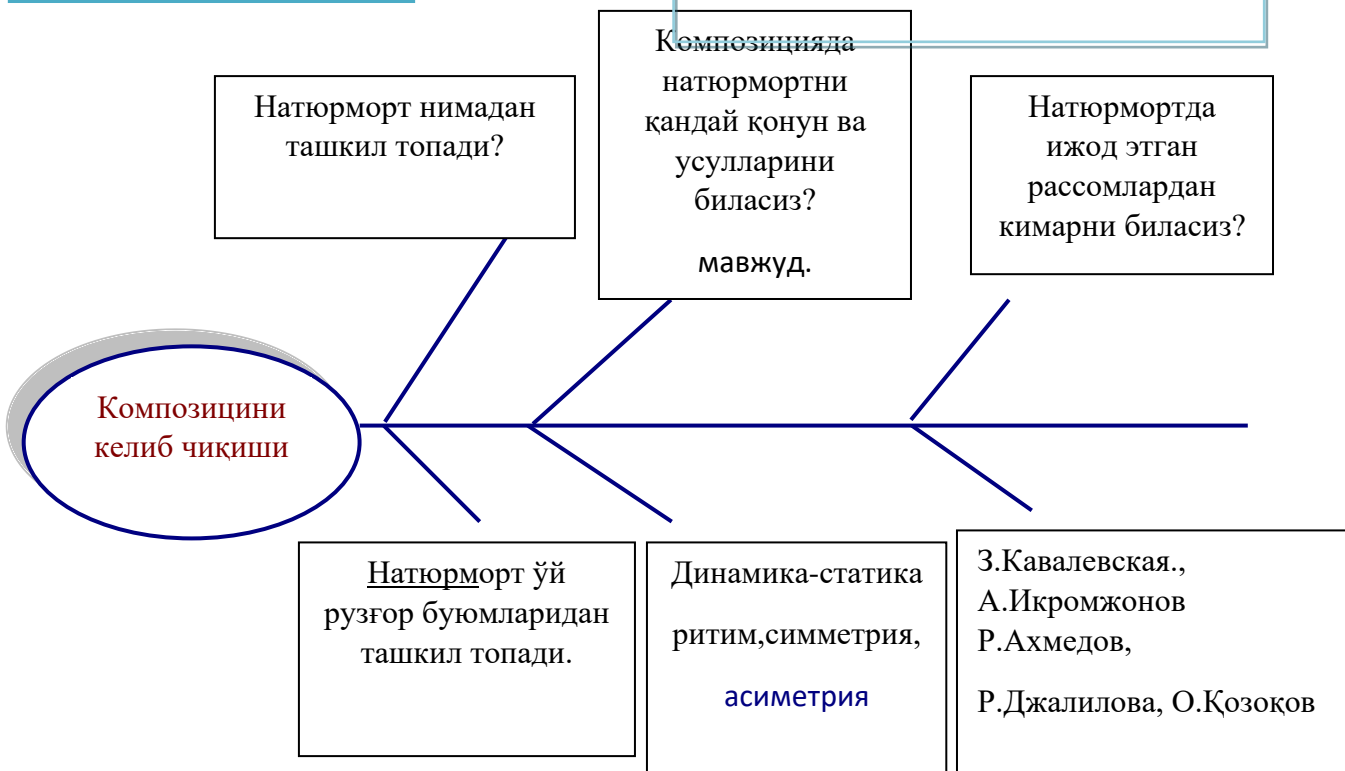 Натюрморт нимадан
ташкил топади?
Композицияда
натюрмортни
қандай қонун ва
усулларини
биласиз?
мавжуд.
Натюрмортда
ижод этган
рассомлардан
кимарни биласиз?
Композицини
келиб чиқиши
Натюрморт ўй
рузғор буюмларидан
ташкил топади.
Динамика-статика
ритим,симметрия,
асиметрия
З.Кавалевская.,
А.Икромжонов
Р.Ахмедов,
Р.Джалилова, О.Қозоқов